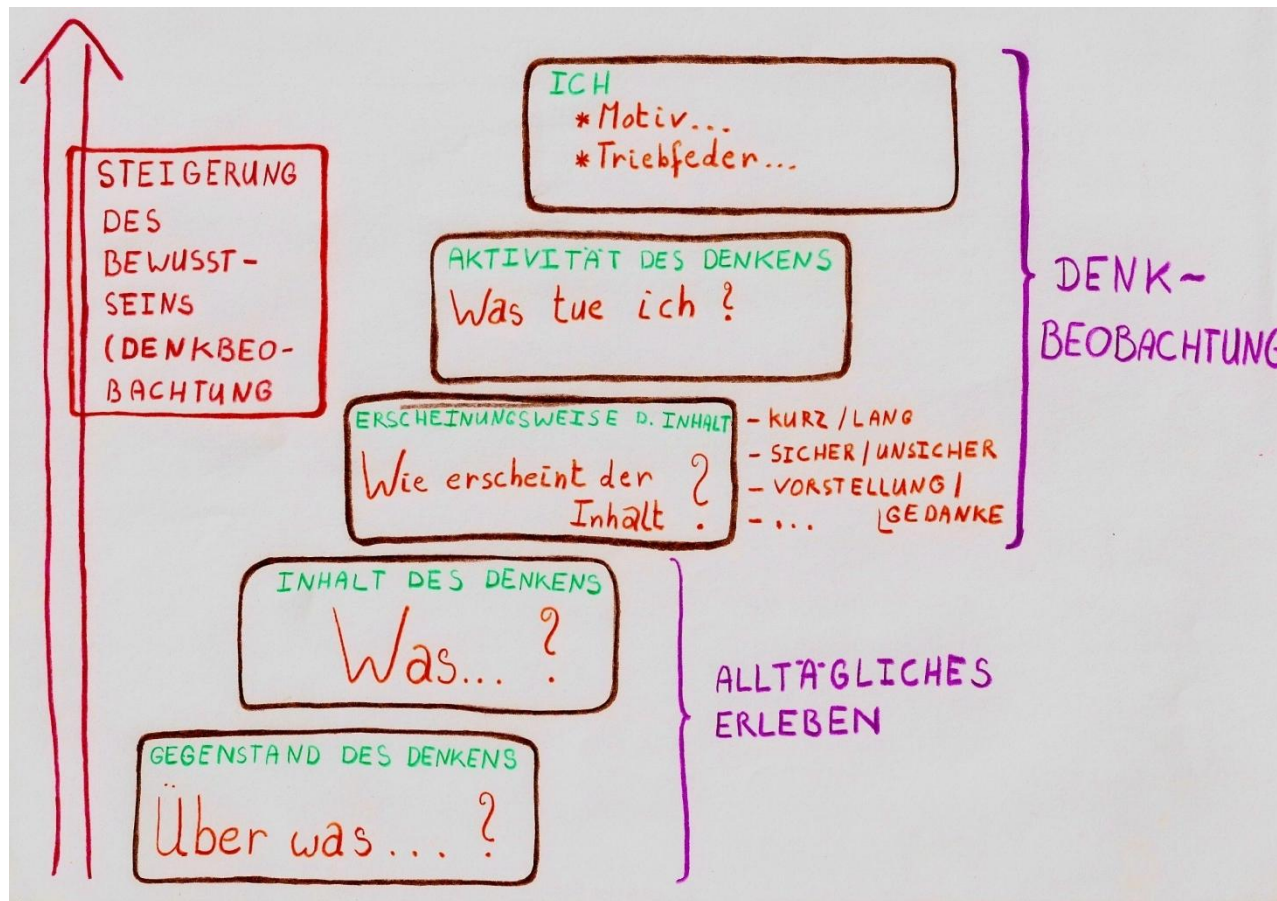 ICH
* Motiv...
* Triebfeder...
STEIGERUNG
DES
BEWUSST-
SEINS
(DENKBEO-
BACHTUNG
AKTIVITÄT DES DENKENS
Was tue ich ?
DENK-
BEOBACHTUNG
ERSCHEINUNGSWEISE D. INHALT
Wie erscheint der
Inhalt ?
- KURZ / LANG
- SICHER / UNSICHER
- VORSTELLUNG /
GEDANKE
- ...
INHALT DES DENKENS
Was... ?
ALLTÄGLICHES
ERLEBEN
GEGENSTAND DES DENKENS
Über was... ?